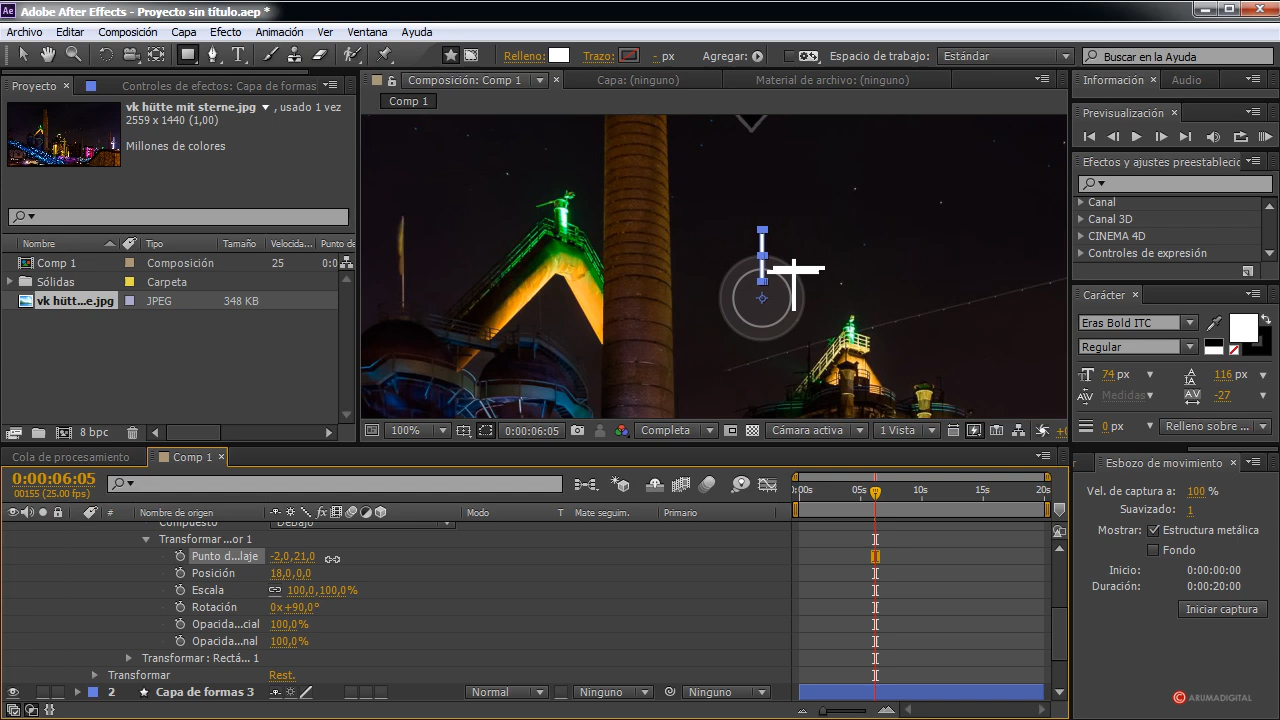 Adobe After Effects - Proyecto sin título.aep *
Archivo Editar Composición Capa Efecto Animación Ver Ventana Ayuda
Relleno: Trazo: - px Agregar: Espacio de trabajo: Estándar Buscar en la Ayuda
Proyecto Controles de efectos: Capa de formas
vk hütte mit sterne.jpg , usado 1 vez
2559 x 1440 (1,00)
Millones de colores
Nombre Tipo Tamaño Velocida... Punto de
Comp 1 Composición 25 0:0
Sólidas Carpeta
vk hütt...e.jpg JPEG 348 KB
8 bpc
Composición: Comp 1 Capa: (ninguno) Material de archivo: (ninguno)
Comp 1
100% 0:00:06:05 Completa Cámara activa 1 Vista +0
Información Audio
Previsualización
Efectos y ajustes preestablecic
Canal
Canal 3D
CINEMA 4D
Controles de expresión
Carácter
Eras Bold ITC
Regular
74 px 116 px
Medidas -27
0 px Relleno sobre ...
Cola de procesamiento Comp 1
0:00:06:05
00155 (25.00 fps)
# Nombre de origen Modo T Mate seguim. Primario
0:00s 05s 10s 15s 20s
Compuesto Debajo
Transformar ...or 1
Punto d...laje -2,0,21,0
Posición 18,0,0,0
Escala 100,0,100,0%
Rotación 0x+90,0°
Opacida...cial 100,0%
Opacida...nal 100,0%
Transformar : Rectá... 1
Transformar Rest.
2 Capa de formas 3 Normal Ninguno Ninguno
Esbozo de movimiento
Vel. de captura a: 100 %
Suavizado: 1
Mostrar: Estructura metálica
Fondo
Inicio: 0:00:00:00
Duración: 0:00:20:00
Iniciar captura
© ARUMADIGITAL